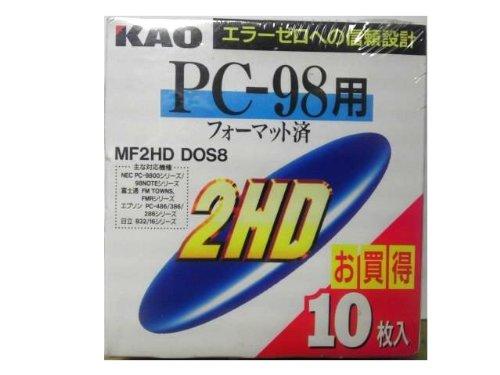 KAO
エラーゼロへの信頼設計
PC-98用
フォーマット済
MF2HD DOS8
主な対応機種
NEC PC-9800シリーズ/
98NOTEシリーズ
富士通 FM TOWNS,
FMRシリーズ
エプソン PC-486/386/
286シリーズ
日立 B32/16シリーズ
2HD
お買得
10枚入